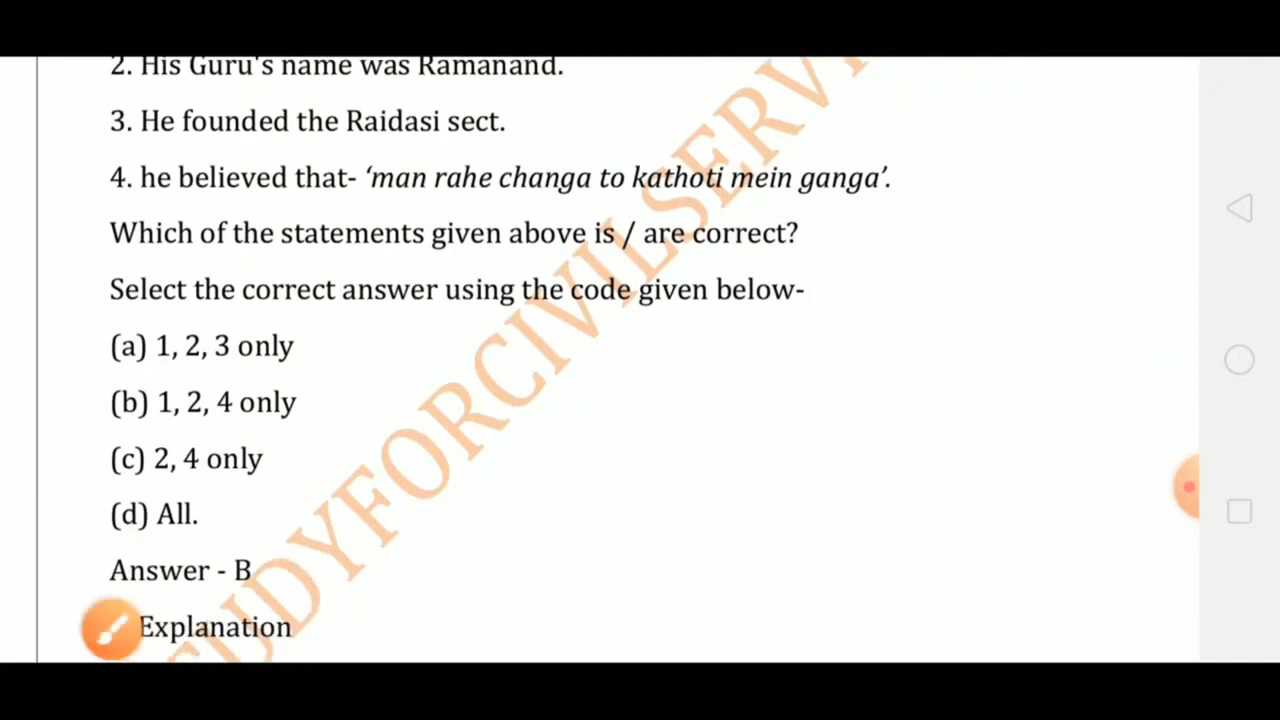 2. His Guru's name was Ramanand.
3. He founded the Raidasi sect.
4. he believed that- ‘man rahe changa to kathoti mein ganga’.
Which of the statements given above is / are correct?
Select the correct answer using the code given below-
(a) 1, 2, 3 only
(b) 1, 2, 4 only
(c) 2, 4 only
(d) All.
Answer - B
Explanation